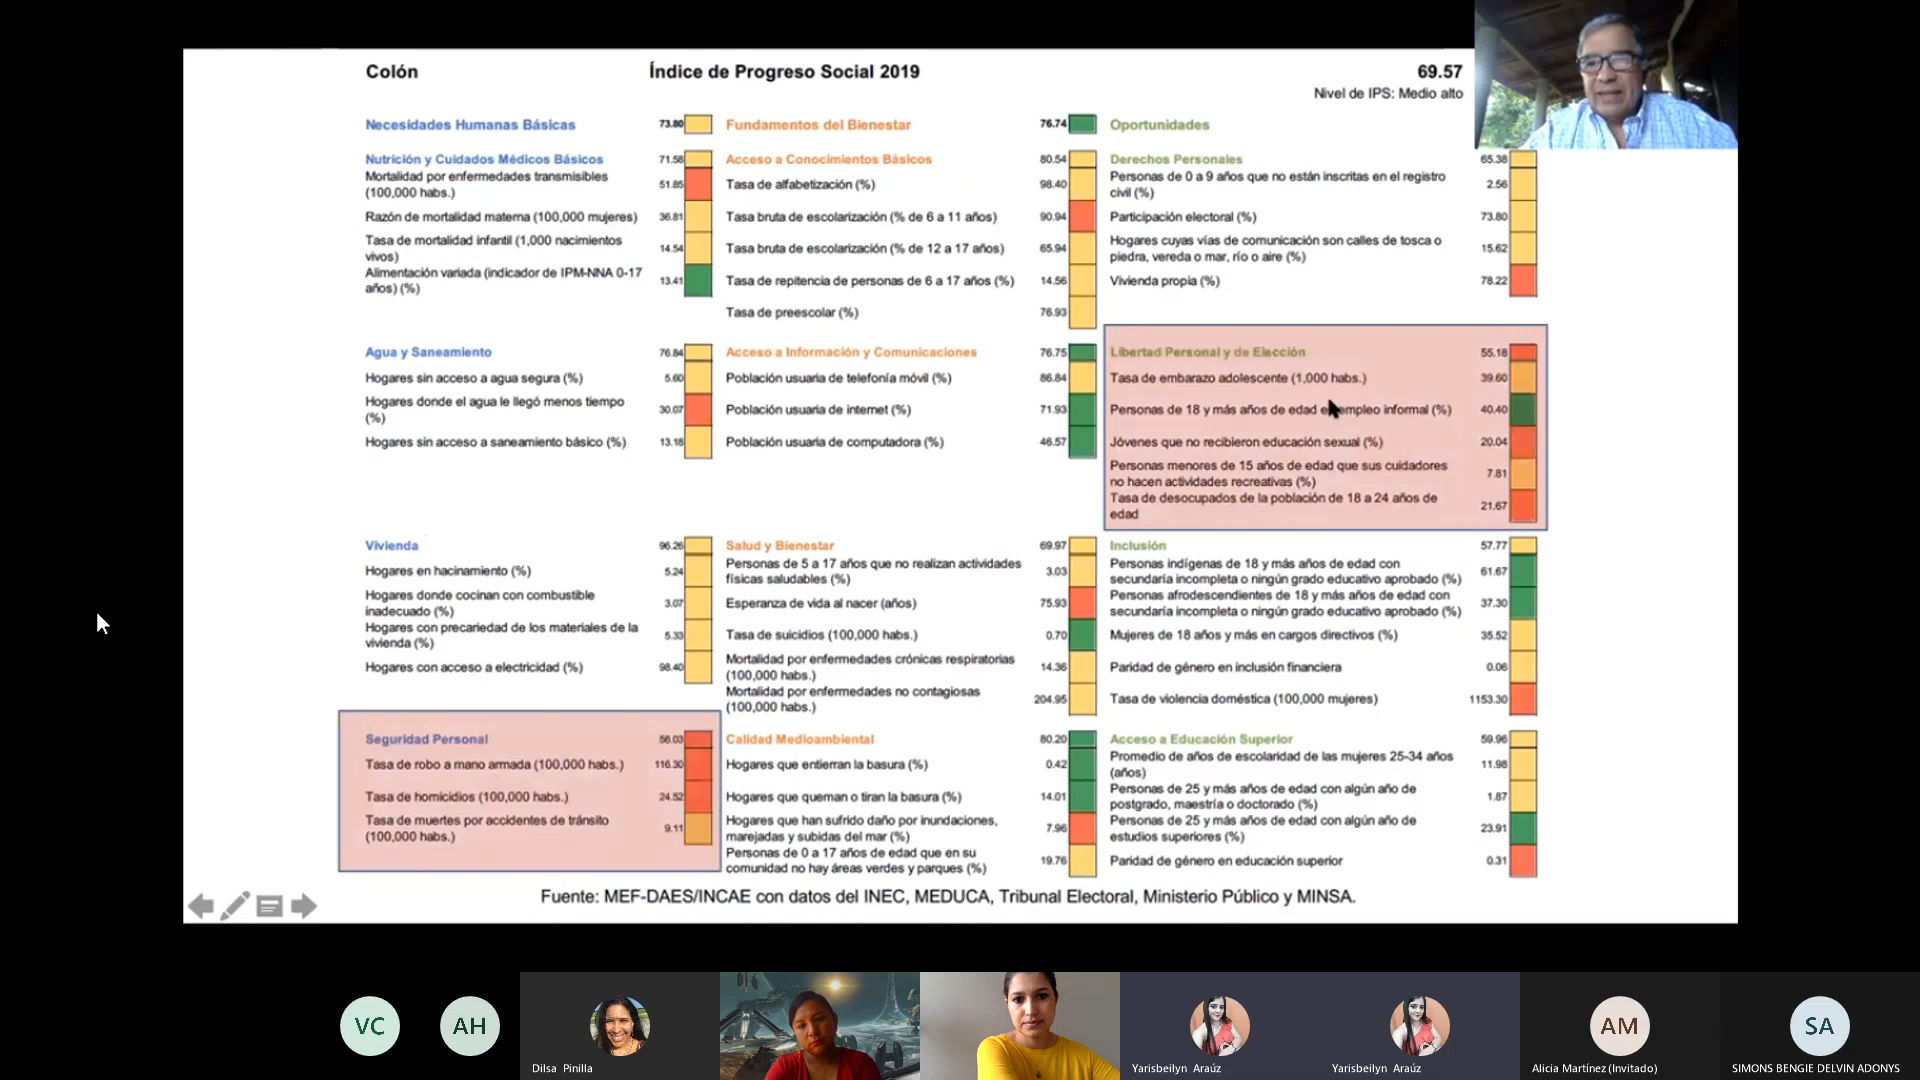 Colón
Índice de Progreso Social 2019
69.57
Nivel de IPS: Medio alto
Necesidades Humanas Básicas 73.80
Nutrición y Cuidados Médicos Básicos 71.58
Mortalidad por enfermedades transmisibles
(100,000 habs.) 51.85
Razón de mortalidad materna (100,000 mujeres) 36.81
Tasa de mortalidad infantil (1,000 nacimientos
vivos) 14.54
Alimentación variada (indicador de IPM-NNA 0-17
años) (%) 13.41
Agua y Saneamiento 76.84
Hogares sin acceso a agua segura (%) 5.60
Hogares donde el agua le llegó menos tiempo
(%) 30.07
Hogares sin acceso a saneamiento básico (%) 13.18
Vivienda 96.26
Hogares en hacinamiento (%) 5.24
Hogares donde cocinan con combustible
inadecuado (%) 3.07
Hogares con precariedad de los materiales de la
vivienda (%) 5.33
Hogares con acceso a electricidad (%) 98.40
Seguridad Personal 56.03
Tasa de robo a mano armada (100,000 habs.) 116.30
Tasa de homicidios (100,000 habs.) 24.52
Tasa de muertes por accidentes de tránsito
(100,000 habs.) 9.11
Fundamentos del Bienestar 76.74
Acceso a Conocimientos Básicos 80.54
Tasa de alfabetización (%) 98.40
Tasa bruta de escolarización (% de 6 a 11 años) 90.94
Tasa bruta de escolarización (% de 12 a 17 años) 65.94
Tasa de repitencia de personas de 6 a 17 años (%) 14.56
Tasa de preescolar (%) 76.93
Acceso a Información y Comunicaciones 76.75
Población usuaria de telefonía móvil (%) 86.84
Población usuaria de internet (%) 71.93
Población usuaria de computadora (%) 46.57
Salud y Bienestar 69.97
Personas de 5 a 17 años que no realizan actividades
físicas saludables (%) 3.03
Esperanza de vida al nacer (años) 75.93
Tasa de suicidios (100,000 habs.) 0.70
Mortalidad por enfermedades crónicas respiratorias
(100,000 habs.) 14.36
Mortalidad por enfermedades no contagiosas
(100,000 habs.) 204.95
Calidad Medioambiental 80.20
Hogares que entierran la basura (%) 0.42
Hogares que queman o tiran la basura (%) 14.01
Hogares que han sufrido daño por inundaciones,
marejadas y subidas del mar (%) 7.96
Personas de 0 a 17 años de edad que en su
comunidad no hay áreas verdes y parques (%) 19.76
Oportunidades
Derechos Personales 65.38
Personas de 0 a 9 años que no están inscritas en el registro
civil (%) 2.56
Participación electoral (%) 73.80
Hogares cuyas vías de comunicación son calles de tosca o
piedra, vereda o mar, río o aire (%) 15.62
Vivienda propia (%) 78.22
Libertad Personal y de Elección 55.18
Tasa de embarazo adolescente (1,000 habs.) 39.60
Personas de 18 y más años de edad empleo informal (%) 40.40
Jóvenes que no recibieron educación sexual (%) 20.04
Personas menores de 15 años de edad que sus cuidadores
no hacen actividades recreativas (%) 7.81
Tasa de desocupados de la población de 18 a 24 años de
edad 21.67
Inclusión 57.77
Personas indígenas de 18 y más años de edad con
secundaría incompleta o ningún grado educativo aprobado (%) 61.67
Personas afrodescendientes de 18 y más años de edad con
secundaría incompleta o ningún grado educativo aprobado (%) 37.30
Mujeres de 18 años y más en cargos directivos (%) 35.52
Paridad de género en inclusión financiera 0.06
Tasa de violencia doméstica (100,000 mujeres) 1153.30
Acceso a Educación Superior 59.96
Promedio de años de escolaridad de las mujeres 25-34 años
(años) 11.98
Personas de 25 y más años de edad con algún año de
postgrado, maestría o doctorado (%) 1.87
Personas de 25 y más años de edad con algún año de
estudios superiores (%) 23.91
Paridad de género en educación superior 0.31
Fuente: MEF-DAES/INCAE con datos del INEC, MEDUCA, Tribunal Electoral, Ministerio Público y MINSA.
VC
AH
AM
SA
Dilsa Pinilla
Yarisbeilyn Araúz
Yarisbeilyn Araúz
Alicia Martínez (Invitado)
SIMONS BENGIE DELVIN ADONYS